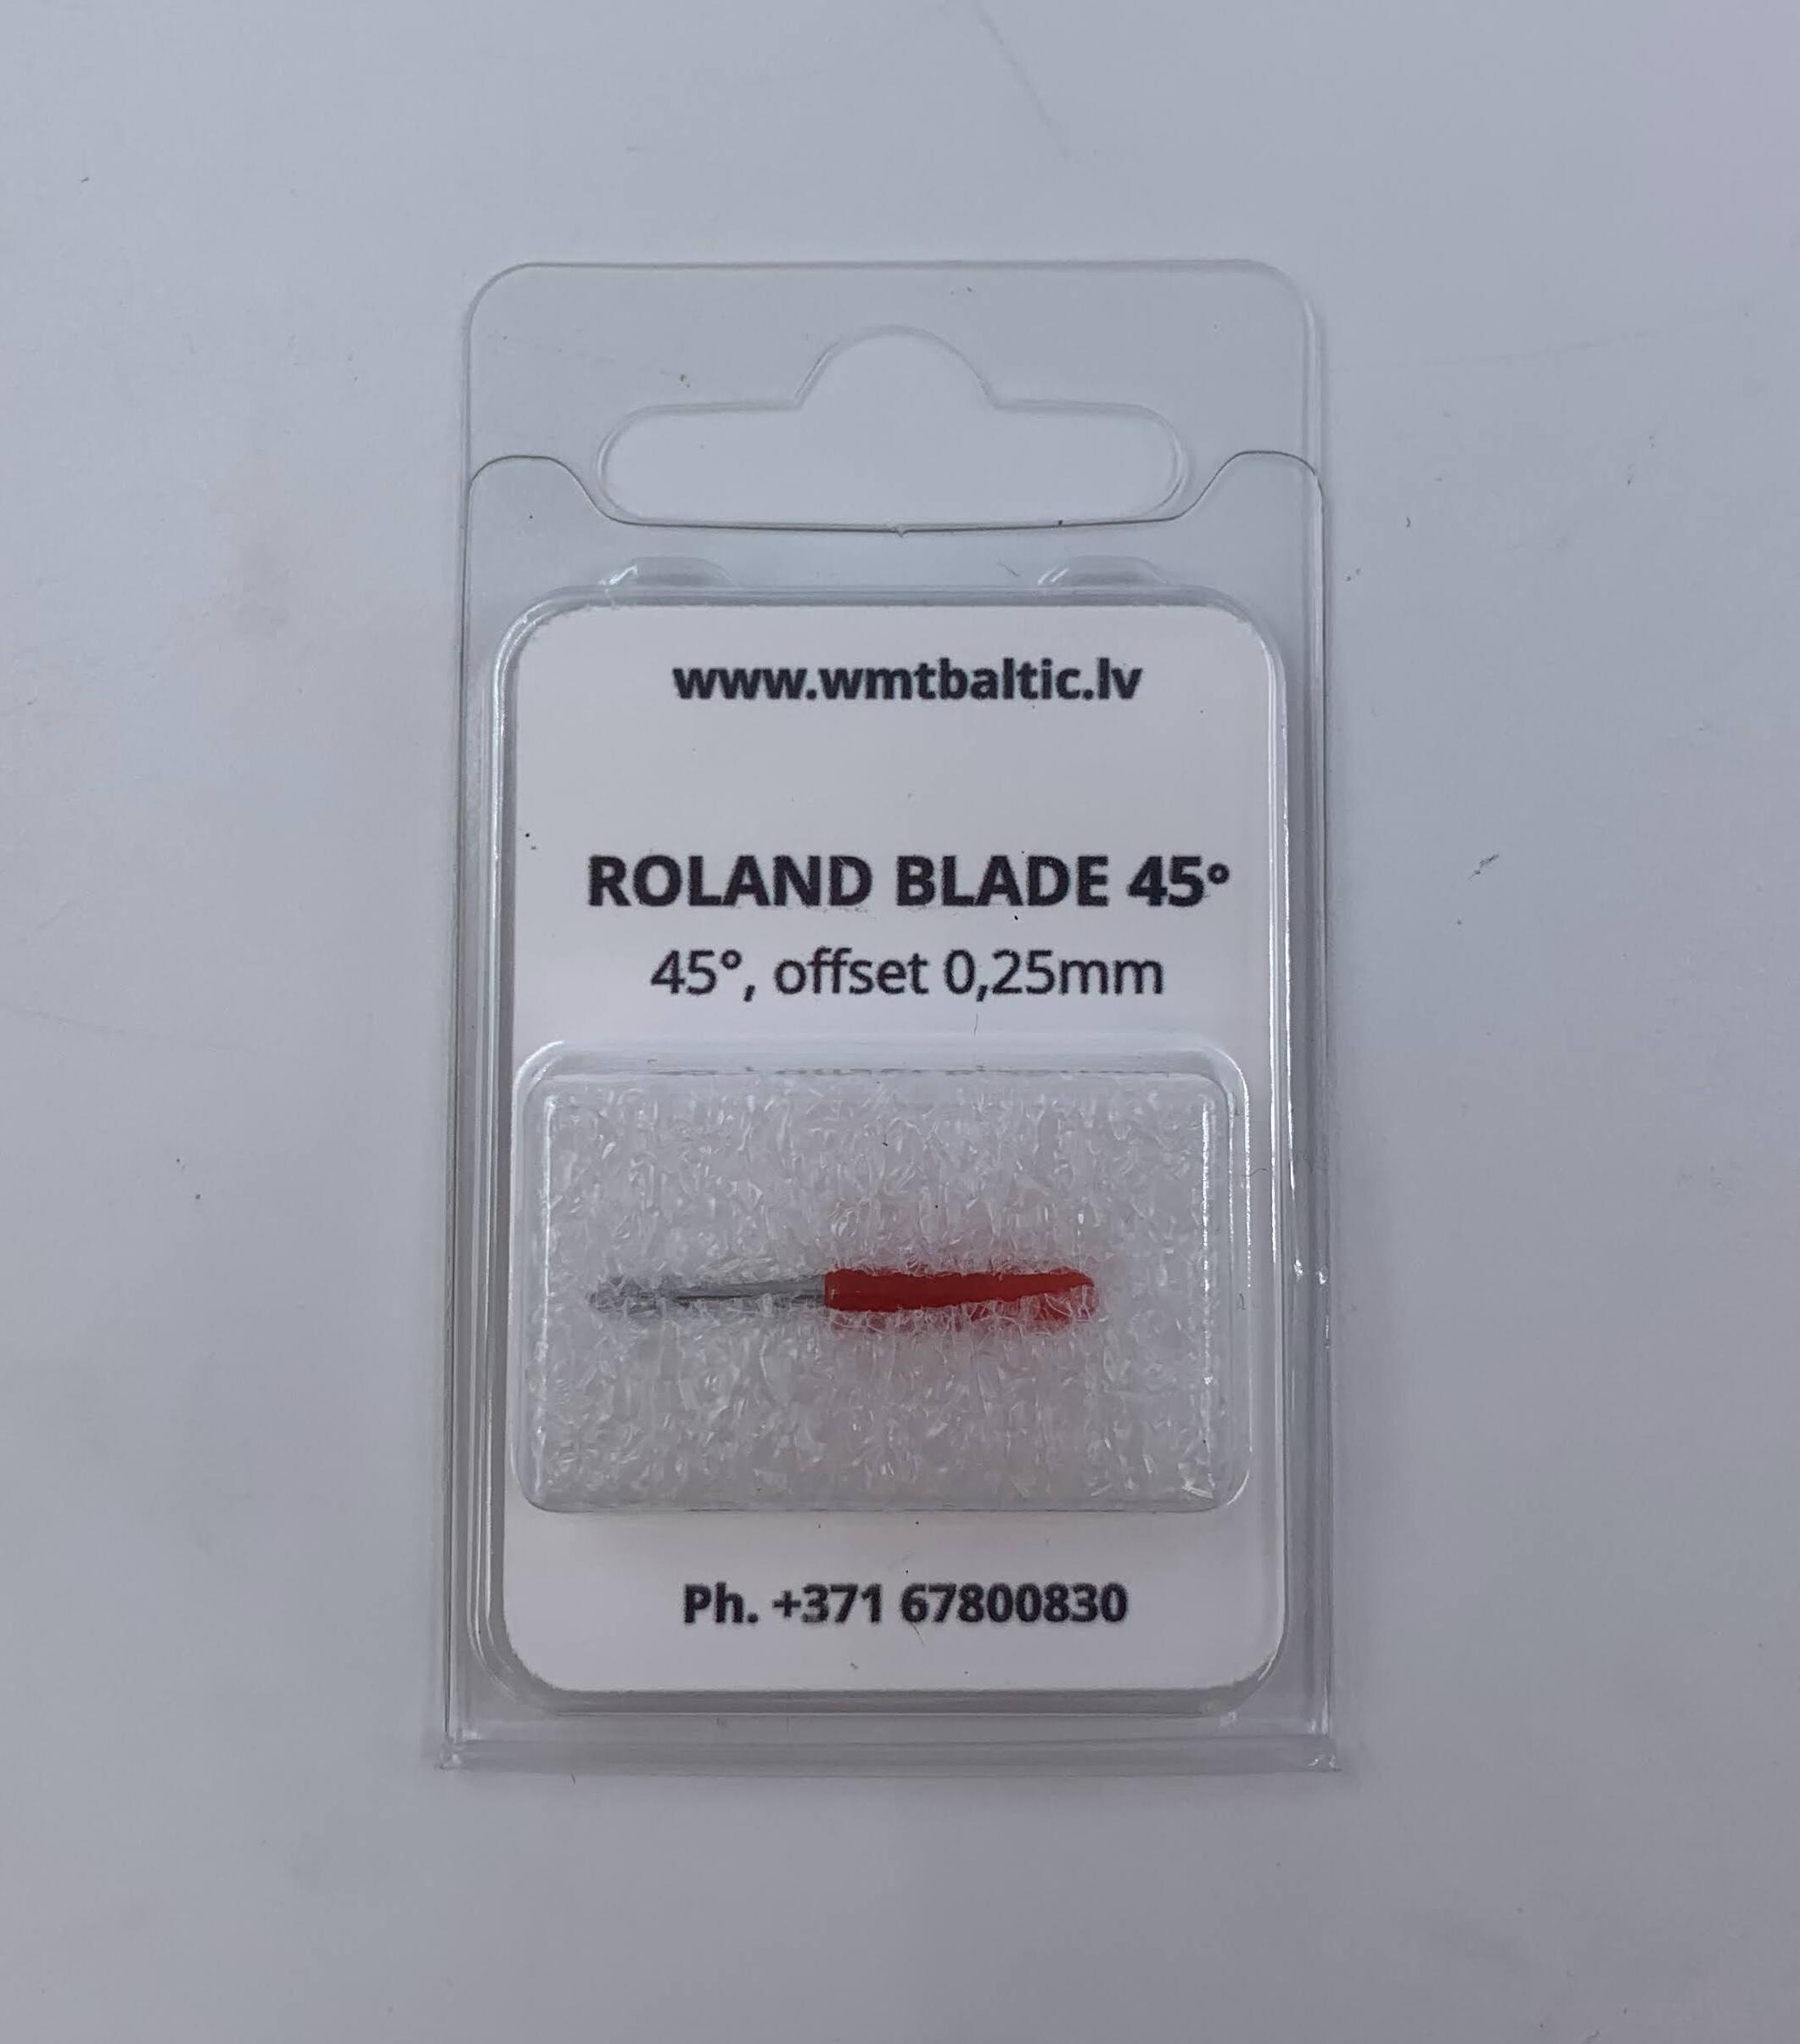 www.wmtbaltic.lv
ROLAND BLADE 45°
45°, offset 0,25mm
Ph. +371 67800830